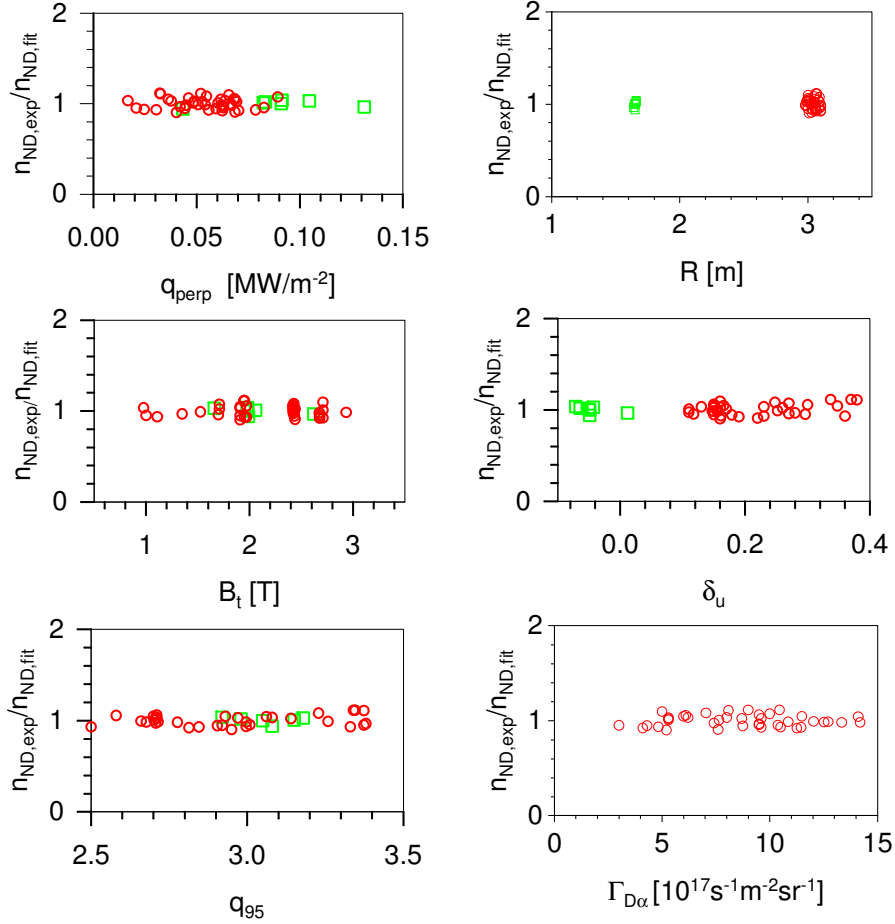 2
n_ND,exp/n_ND,fit
1
0
0.00 0.05 0.10 0.15
q_perp [MW/m^-2]
2
n_ND,exp/n_ND,fit
1
0
1 2 3
R [m]
2
n_ND,exp/n_ND,fit
1
0
1 2 3
B_t [T]
2
n_ND,exp/n_ND,fit
1
0
0.0 0.2 0.4
δ_u
2
n_ND,exp/n_ND,fit
1
0
2.5 3.0 3.5
q_95
2
n_ND,exp/n_ND,fit
1
0
0 5 10 15
Γ_Dα [10^17s^-1m^-2sr^-1]